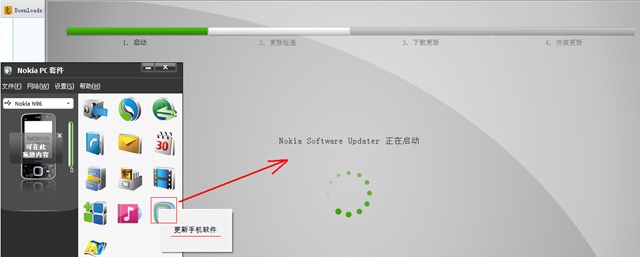 Downloads
1. 启动
2. 更新检查
3. 下载更新
4. 安装更新
Nokia PC 套件
文件(F) 网络(W) 设置(S) 帮助(H)
Nokia N96
NOKIA
可在此
拖放内容
30
更新手机软件
Nokia Software Updater 正在启动